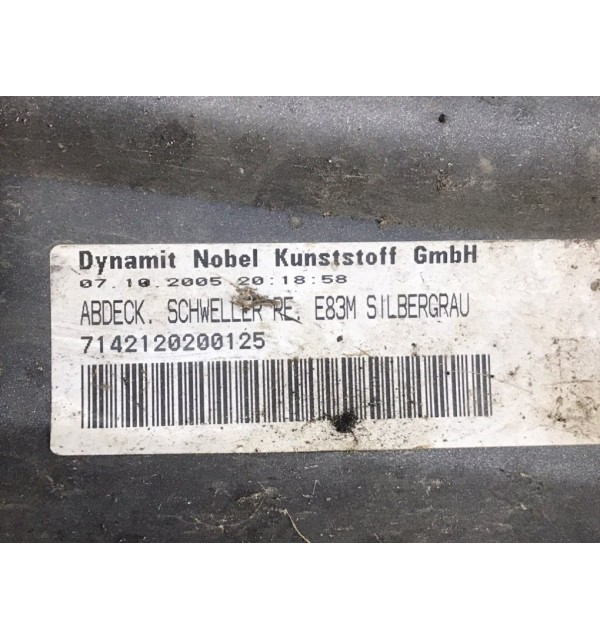 Dynamit Nobel Kunststoff GmbH
07.10.2005 20:18:58
ABDECK. SCHWELLER RE. E83M SILBERGRAU
7142120200125